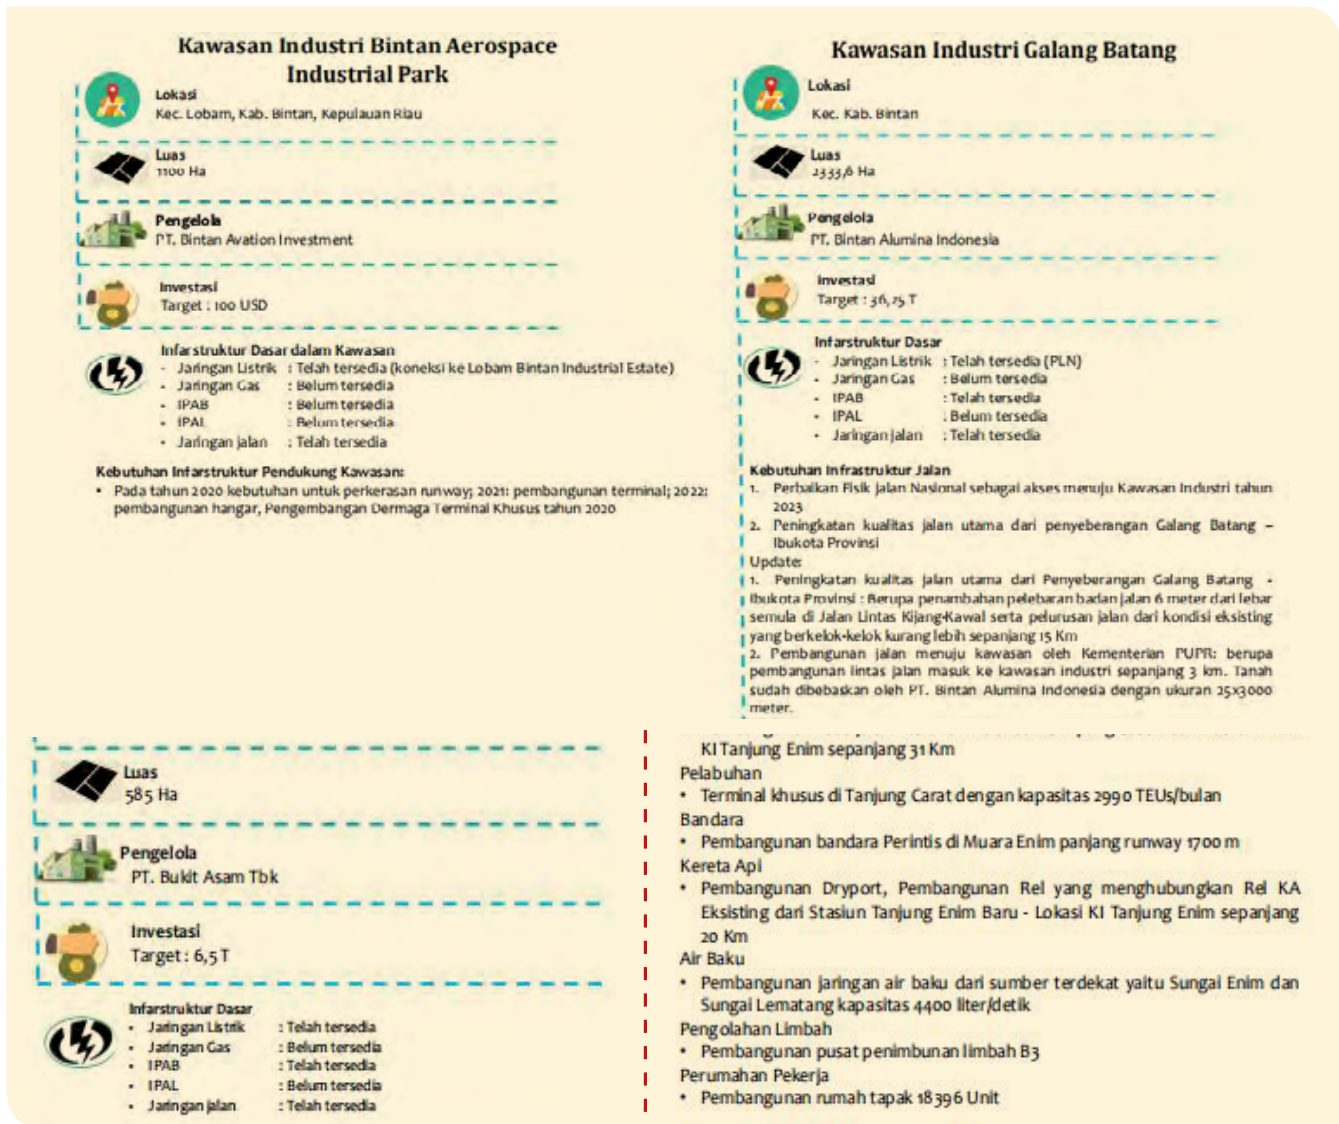 Kawasan Industri Bintan Aerospace
Industrial Park
Lokasi
Kec. Lobam, Kab. Bintan, Kepulauan Riau
Luas
1100 Ha
Pengelola
PT. Bintan Avation Investment
Investasi
Target : 100 USD
Infarstruktur Dasar dalam Kawasan
- Jaringan Listrik : Telah tersedia (koneksi ke Lobam Bintan Industrial Estate)
- Jaringan Gas : Belum tersedia
- IPAB : Belum tersedia
- IPAL : Belum tersedia
- Jaringan jalan : Telah tersedia
Kebutuhan Infarstruktur Pendukung Kawasan:
• Pada tahun 2020 kebutuhan untuk perkerasan runway; 2021: pembangunan terminal; 2022:
pembangunan hangar, Pengembangan Dermaga Terminal Khusus tahun 2020
Kawasan Industri Galang Batang
Lokasi
Kec. Kab. Bintan
Luas
2333,6 Ha
Pengelola
PT. Bintan Alumina Indonesia
Investasi
Target : 36,25 T
Infarstruktur Dasar
- Jaringan Listrik : Telah tersedia (PLN)
- Jaringan Gas : Belum tersedia
- IPAB : Telah tersedia
- IPAL : Belum tersedia
- Jaringan jalan : Telah tersedia
Kebutuhan Infrastruktur Jalan
1. Perbaikan Fisik jalan Nasional sebagai akses menuju Kawasan Industri tahun
2023
2. Peningkatan kualitas jalan utama dari penyeberangan Galang Batang –
Ibukota Provinsi
Update:
1. Peningkatan kualitas jalan utama dari Penyeberangan Galang Batang -
Ibukota Provinsi : Berupa penambahan pelebaran badan jalan 6 meter dari lebar
semula di Jalan Lintas Kijang-Kawal serta pelurusan jalan dari kondisi eksisting
yang berkelok-kelok kurang lebih sepanjang 15 Km
2. Pembangunan jalan menuju kawasan oleh Kementerian PUPR: berupa
pembangunan lintas jalan masuk ke kawasan industri sepanjang 3 km. Tanah
sudah dibebaskan oleh PT. Bintan Alumina Indonesia dengan ukuran 25x3000
meter.
Luas
585 Ha
Pengelola
PT. Bukit Asam Tbk
Investasi
Target : 6,5 T
Infarstruktur Dasar
• Jaringan Listrik : Telah tersedia
• Jaringan Gas : Belum tersedia
• IPAB : Telah tersedia
• IPAL : Belum tersedia
• Jaringan jalan : Telah tersedia
KI Tanjung Enim sepanjang 31 Km
Pelabuhan
• Terminal khusus di Tanjung Carat dengan kapasitas 2990 TEUs/bulan
Bandara
• Pembangunan bandara Perintis di Muara Enim panjang runway 1700 m
Kereta Api
• Pembangunan Dryport, Pembangunan Rel yang menghubungkan Rel KA
Eksisting dari Stasiun Tanjung Enim Baru - Lokasi KI Tanjung Enim sepanjang
20 Km
Air Baku
• Pembangunan jaringan air baku dari sumber terdekat yaitu Sungai Enim dan
Sungai Lematang kapasitas 4400 liter/detik
Pengolahan Limbah
• Pembangunan pusat penimbunan limbah B3
Perumahan Pekerja
• Pembangunan rumah tapak 18396 Unit